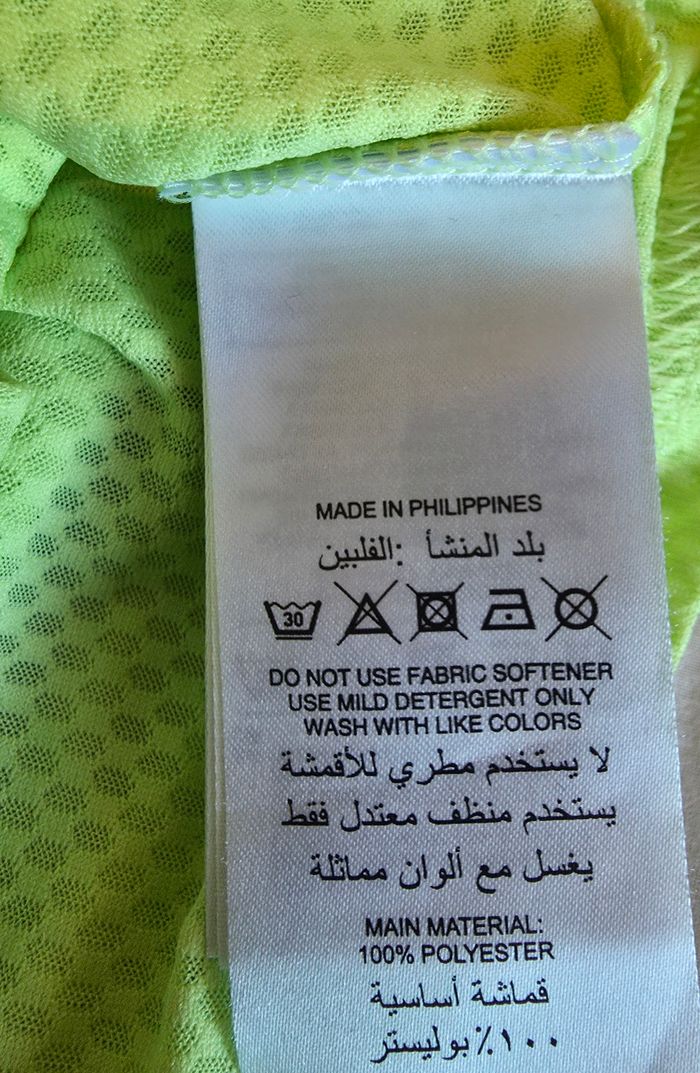 MADE IN PHILIPPINES
بلد المنشأ :الفلبين
30
DO NOT USE FABRIC SOFTENER
USE MILD DETERGENT ONLY
WASH WITH LIKE COLORS
لا يستخدم مطري للأقمشة
يستخدم منظف معتدل فقط
يغسل مع ألوان مماثلة
MAIN MATERIAL:
100% POLYESTER
قماشة أساسية
١٠٠٪ بوليستر